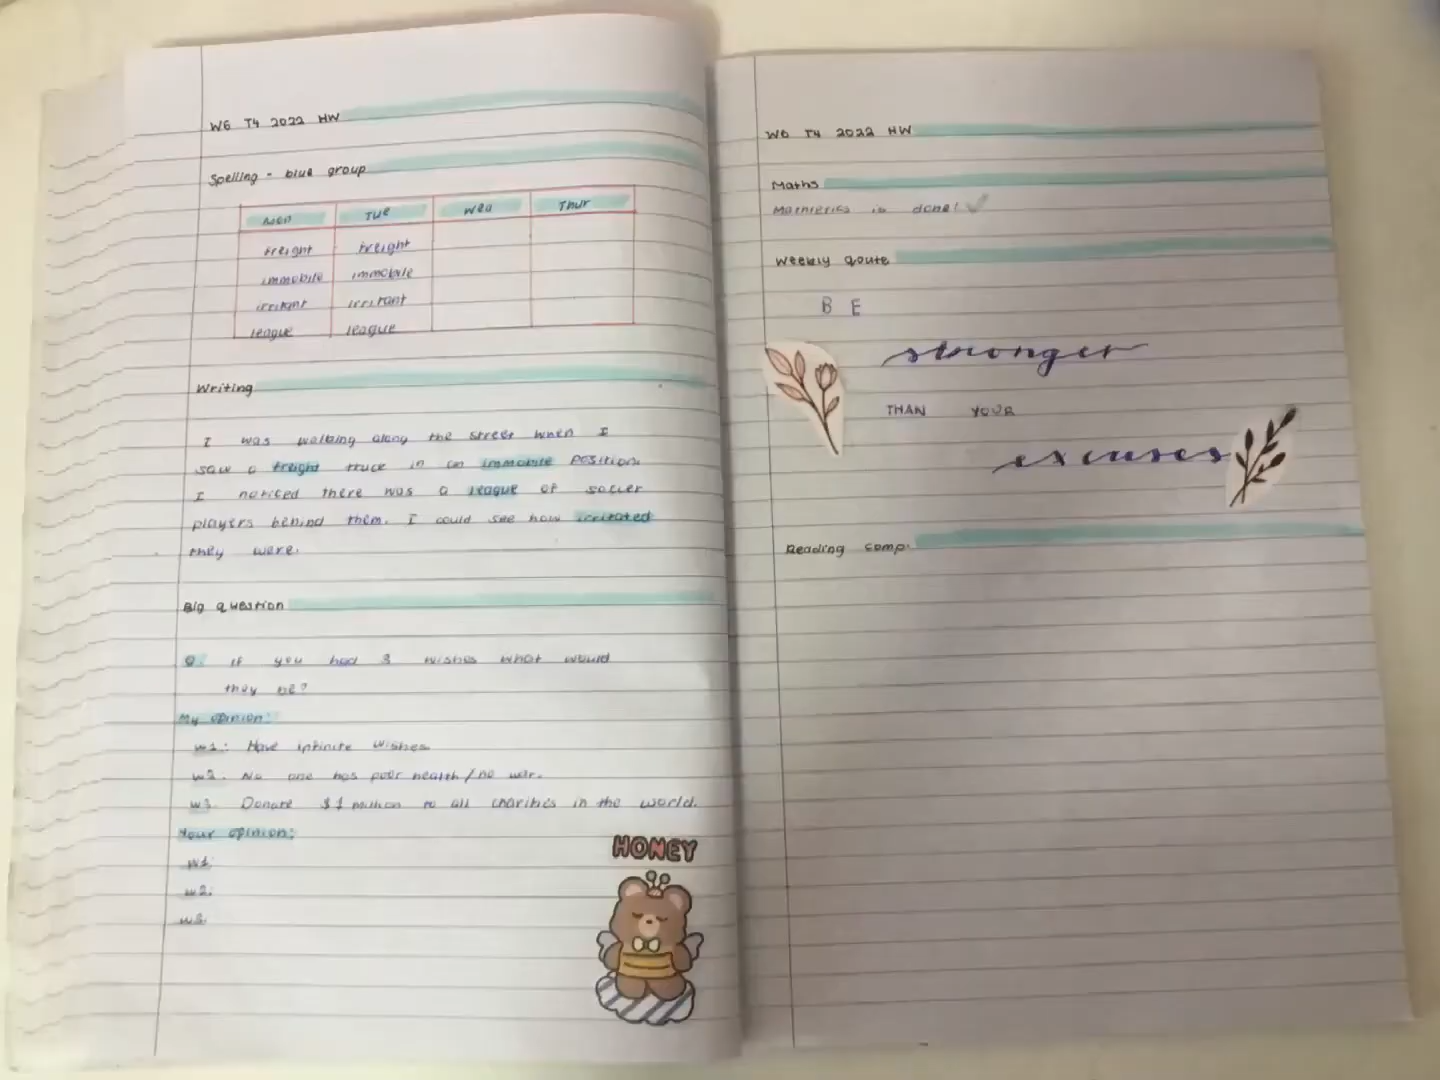 W6 T4 2022 HW
Spelling - blue group
Mon Tue Wed Thur
freight freight
immobile immobile
irritant irritant
league league
Writing
I was walking along the street when I
saw a freight truck in an immobile position.
I noticed there was a league of soccer
players behind them. I could see how irritated
they were.
Big question
Q. If you had 3 wishes what would
they be?
My opinion:
W1: Have infinite wishes
W2. No one has poor health/no war.
W3. Donate $1 million to all charities in the world.
Your opinion:
W1:
W2:
W3.
HONEY
W6 T4 2022 HW
Maths
is done! ✓
Weekly qoute
BE
stronger
THAN YOUR
excuses
Reading comp.